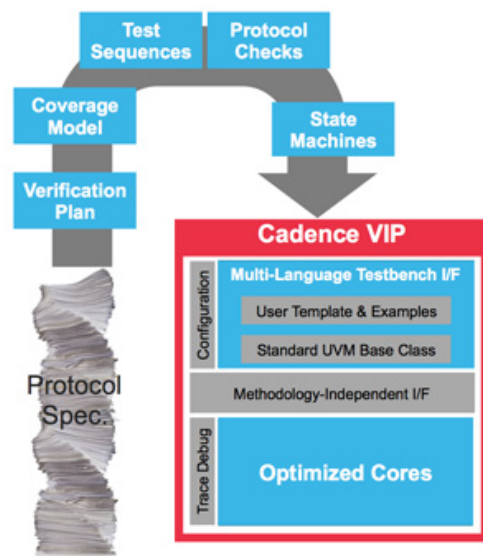 Test
Sequences
Protocol
Checks
Coverage
Model
State
Machines
Verification
Plan
Protocol
Spec.
Cadence VIP
Configuration
Multi-Language Testbench I/F
User Template & Examples
Standard UVM Base Class
Methodology-Independent I/F
Trace Debug
Optimized Cores